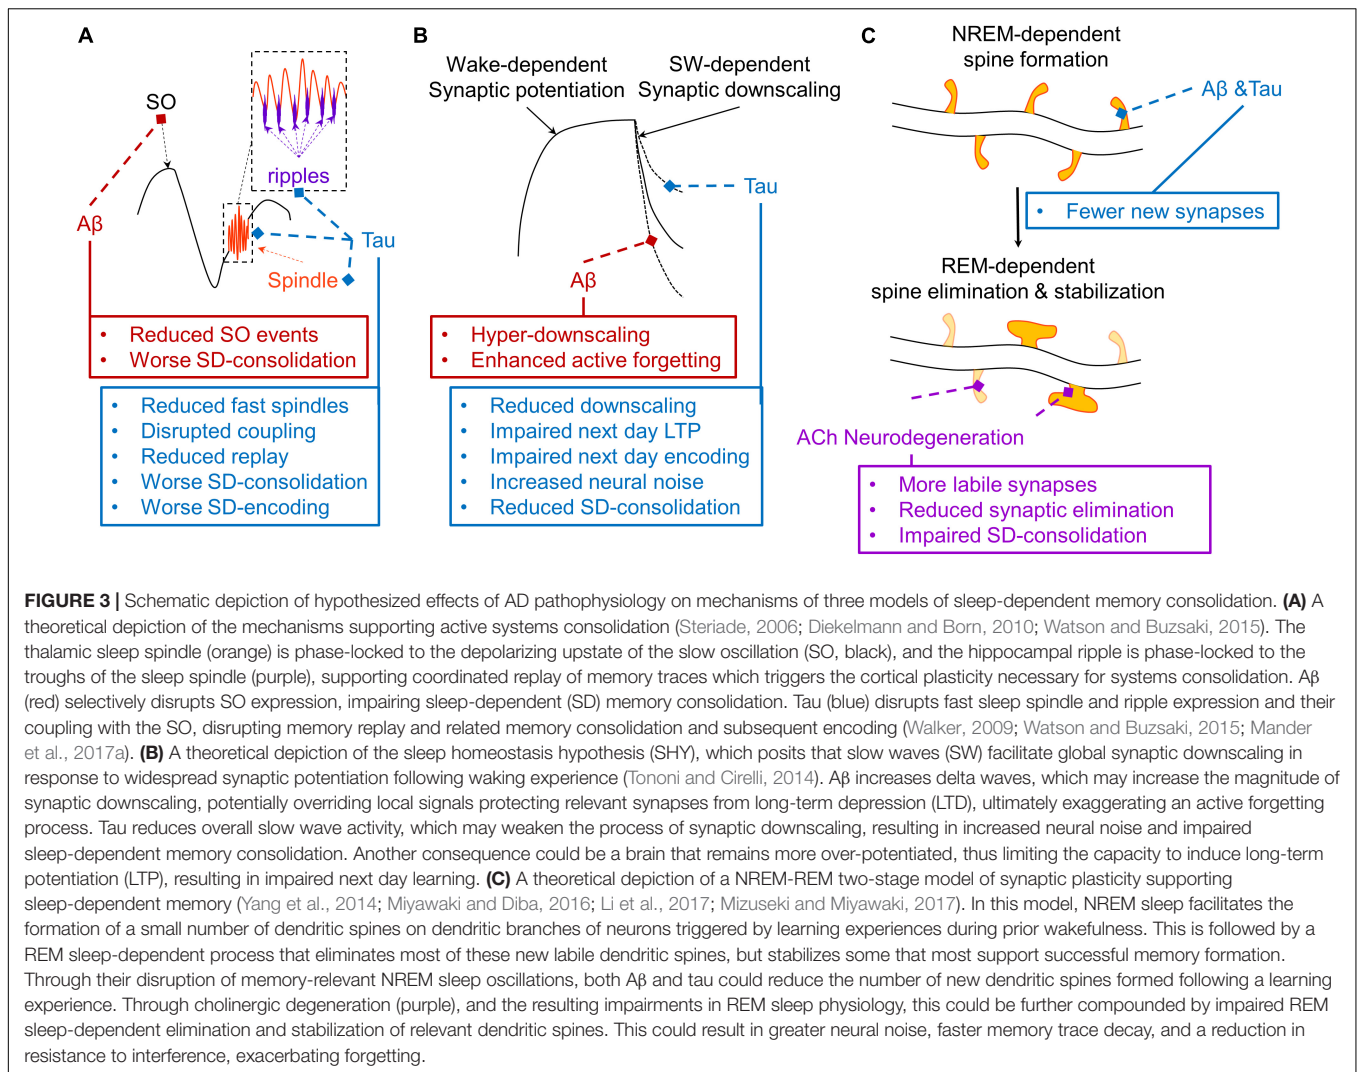 A
SO
ripples
Aβ
Tau
Spindle
• Reduced SO events
• Worse SD-consolidation
• Reduced fast spindles
• Disrupted coupling
• Reduced replay
• Worse SD-consolidation
• Worse SD-encoding
B
Wake-dependent
Synaptic potentiation
SW-dependent
Synaptic downscaling
Tau
Aβ
• Hyper-downscaling
• Enhanced active forgetting
• Reduced downscaling
• Impaired next day LTP
• Impaired next day encoding
• Increased neural noise
• Reduced SD-consolidation
C
NREM-dependent
spine formation
Aβ &Tau
• Fewer new synapses
REM-dependent
spine elimination & stabilization
ACh Neurodegeneration
• More labile synapses
• Reduced synaptic elimination
• Impaired SD-consolidation
FIGURE 3 | Schematic depiction of hypothesized effects of AD pathophysiology on mechanisms of three models of sleep-dependent memory consolidation. (A) A
theoretical depiction of the mechanisms supporting active systems consolidation (Steriade, 2006; Diekelmann and Born, 2010; Watson and Buzsaki, 2015). The
thalamic sleep spindle (orange) is phase-locked to the depolarizing upstate of the slow oscillation (SO, black), and the hippocampal ripple is phase-locked to the
troughs of the sleep spindle (purple), supporting coordinated replay of memory traces which triggers the cortical plasticity necessary for systems consolidation. Aβ
(red) selectively disrupts SO expression, impairing sleep-dependent (SD) memory consolidation. Tau (blue) disrupts fast sleep spindle and ripple expression and their
coupling with the SO, disrupting memory replay and related memory consolidation and subsequent encoding (Walker, 2009; Watson and Buzsaki, 2015; Mander
et al., 2017a). (B) A theoretical depiction of the sleep homeostasis hypothesis (SHY), which posits that slow waves (SW) facilitate global synaptic downscaling in
response to widespread synaptic potentiation following waking experience (Tononi and Cirelli, 2014). Aβ increases delta waves, which may increase the magnitude of
synaptic downscaling, potentially overriding local signals protecting relevant synapses from long-term depression (LTD), ultimately exaggerating an active forgetting
process. Tau reduces overall slow wave activity, which may weaken the process of synaptic downscaling, resulting in increased neural noise and impaired
sleep-dependent memory consolidation. Another consequence could be a brain that remains more over-potentiated, thus limiting the capacity to induce long-term
potentiation (LTP), resulting in impaired next day learning. (C) A theoretical depiction of a NREM-REM two-stage model of synaptic plasticity supporting
sleep-dependent memory (Yang et al., 2014; Miyawaki and Diba, 2016; Li et al., 2017; Mizuseki and Miyawaki, 2017). In this model, NREM sleep facilitates the
formation of a small number of dendritic spines on dendritic branches of neurons triggered by learning experiences during prior wakefulness. This is followed by a
REM sleep-dependent process that eliminates most of these new labile dendritic spines, but stabilizes some that most support successful memory formation.
Through their disruption of memory-relevant NREM sleep oscillations, both Aβ and tau could reduce the number of new dendritic spines formed following a learning
experience. Through cholinergic degeneration (purple), and the resulting impairments in REM sleep physiology, this could be further compounded by impaired REM
sleep-dependent elimination and stabilization of relevant dendritic spines. This could result in greater neural noise, faster memory trace decay, and a reduction in
resistance to interference, exacerbating forgetting.